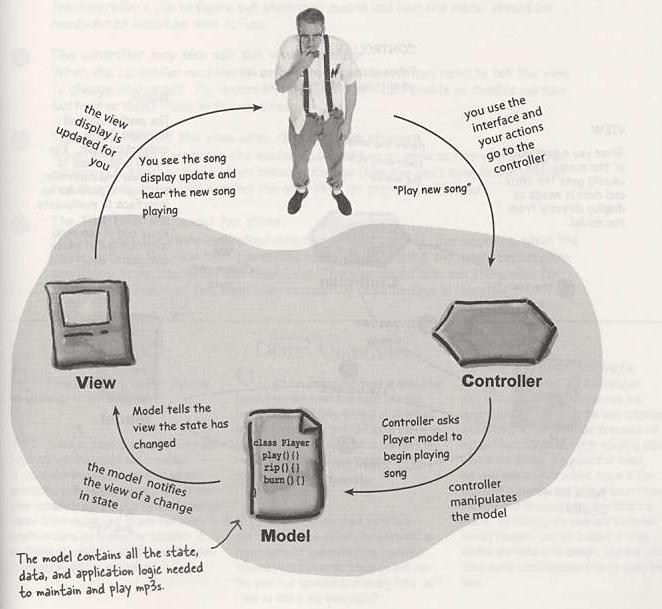 the view
display is
updated for
you
You see the song
display update and
hear the new song
playing
you use the
interface and
your actions
go to the
controller
"Play new song"
View
Controller
Model tells the
view the state has
changed
the model notifies
the view of a change
in state
class Player {
play(){}
rip(){}
burn(){}
}
Model
Controller asks
Player model to
begin playing
song
controller
manipulates
the model
The model contains all the state,
data, and application logic needed
to maintain and play mp3s.